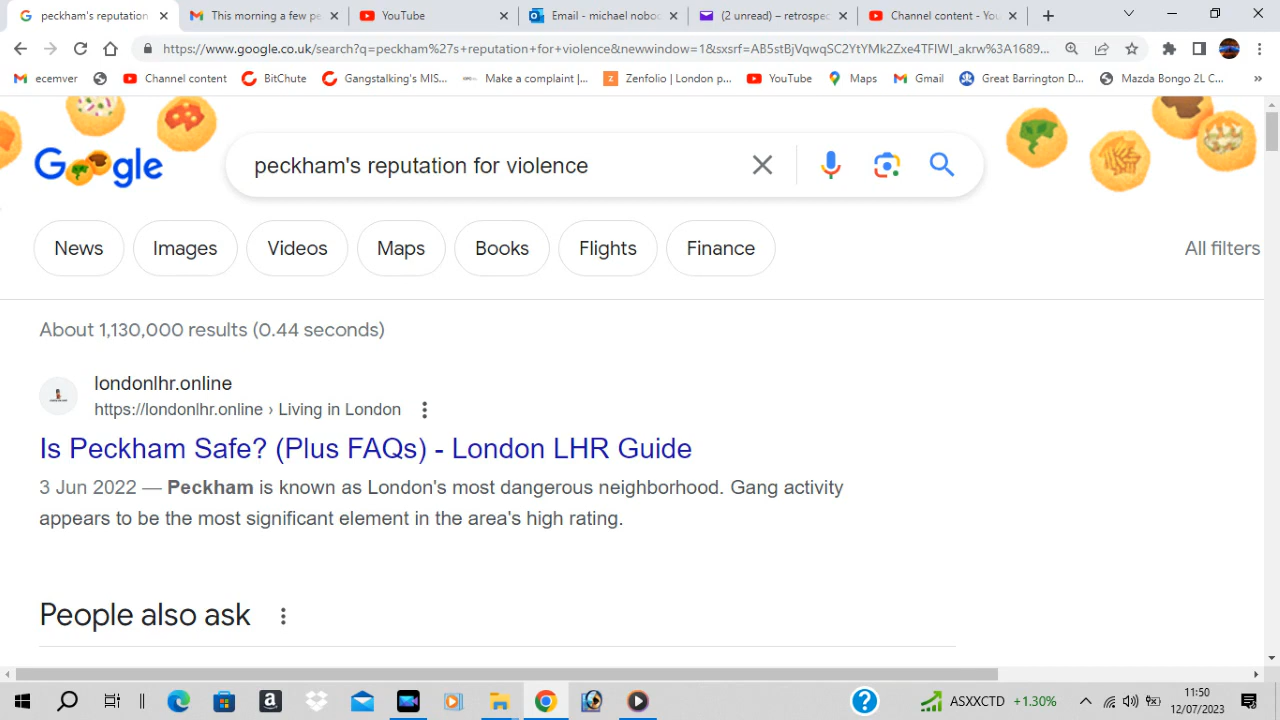 peckham's reputation
This morning a few pe
YouTube
Email - michael noboc
(2 unread) – retrospec
Channel content - You
https://www.google.co.uk/search?q=peckham%27s+reputation+for+violence&newwindow=1&sxsrf=AB5stBjVqwqSC2YtYMk2Zxe4TFIWI_akrw%3A1689...
ecemver
Channel content
BitChute
Gangstalking's MIS...
Make a complaint |...
Zenfolio | London p...
YouTube
Maps
Gmail
Great Barrington D...
Mazda Bongo 2L C...
»
Google
peckham's reputation for violence
News
Images
Videos
Maps
Books
Flights
Finance
All filters
About 1,130,000 results (0.44 seconds)
londonlhr.online
https://londonlhr.online › Living in London
Is Peckham Safe? (Plus FAQs) - London LHR Guide
3 Jun 2022 — Peckham is known as London's most dangerous neighborhood. Gang activity
appears to be the most significant element in the area's high rating.
People also ask
ASXXCTD +1.30%
11:50
12/07/2023